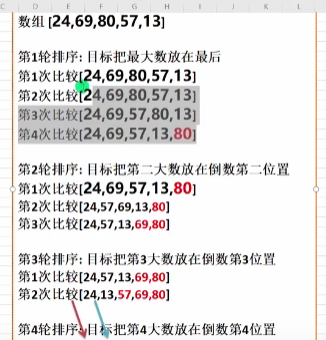 C D E F G H I J K L
数组 [24,69,80,57,13]
第1轮排序: 目标把最大数放在最后
第1次比较[24,69,80,57,13]
第2次比较[24,69,80,57,13]
第3次比较[24,69,57,80,13]
第4次比较[24,69,57,13,80]
第2轮排序: 目标把第二大数放在倒数第二位置
第1次比较[24,69,57,13,80]
第2次比较[24,57,69,13,80]
第3次比较[24,57,13,69,80]
第3轮排序: 目标把第3大数放在倒数第3位置
第1次比较[24,57,13,69,80]
第2次比较[24,13,57,69,80]
第4轮排序: 目标把第4大数放在倒数第4位置